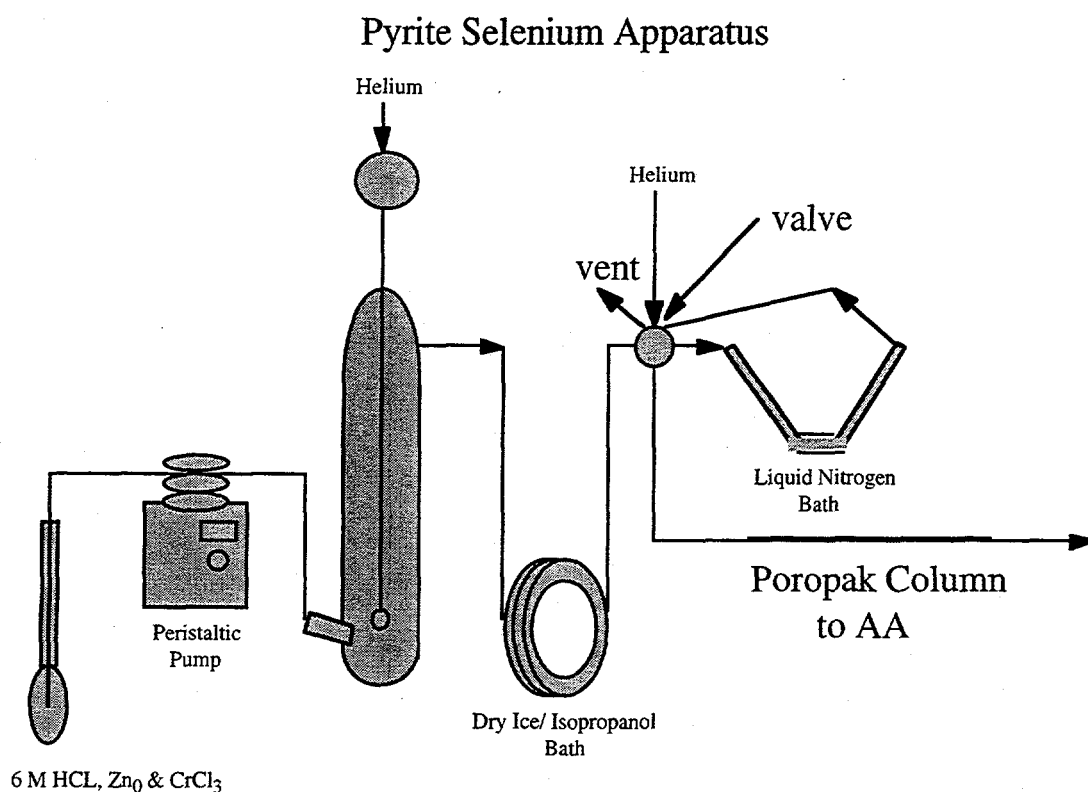 Pyrite Selenium Apparatus
Helium
Helium
valve
vent
Liquid Nitrogen
Bath
Peristaltic
Pump
Poropak Column
to AA
Dry Ice/ Isopropanol
Bath
6 M HCL, Zn0 & CrCl3